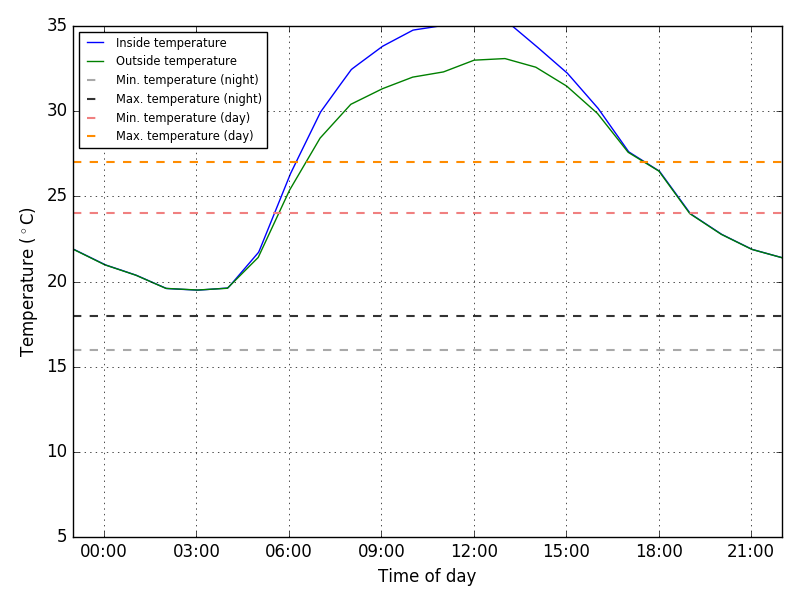 35
30
25
20
15
10
5
Temperature (°C)
Inside temperature
Outside temperature
Min. temperature (night)
Max. temperature (night)
Min. temperature (day)
Max. temperature (day)
00:00 03:00 06:00 09:00 12:00 15:00 18:00 21:00
Time of day